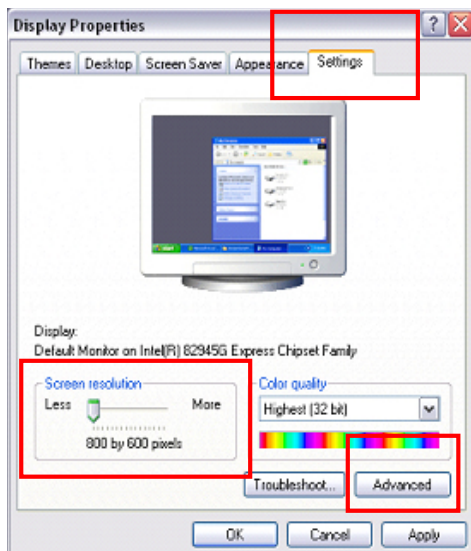 Display Properties
Themes Desktop Screen Saver Appearance Settings
Display:
Default Monitor on Intel(R) 82945G Express Chipset Family
Screen resolution
Less More
800 by 600 pixels
Color quality
Highest (32 bit)
Troubleshoot... Advanced
OK Cancel Apply